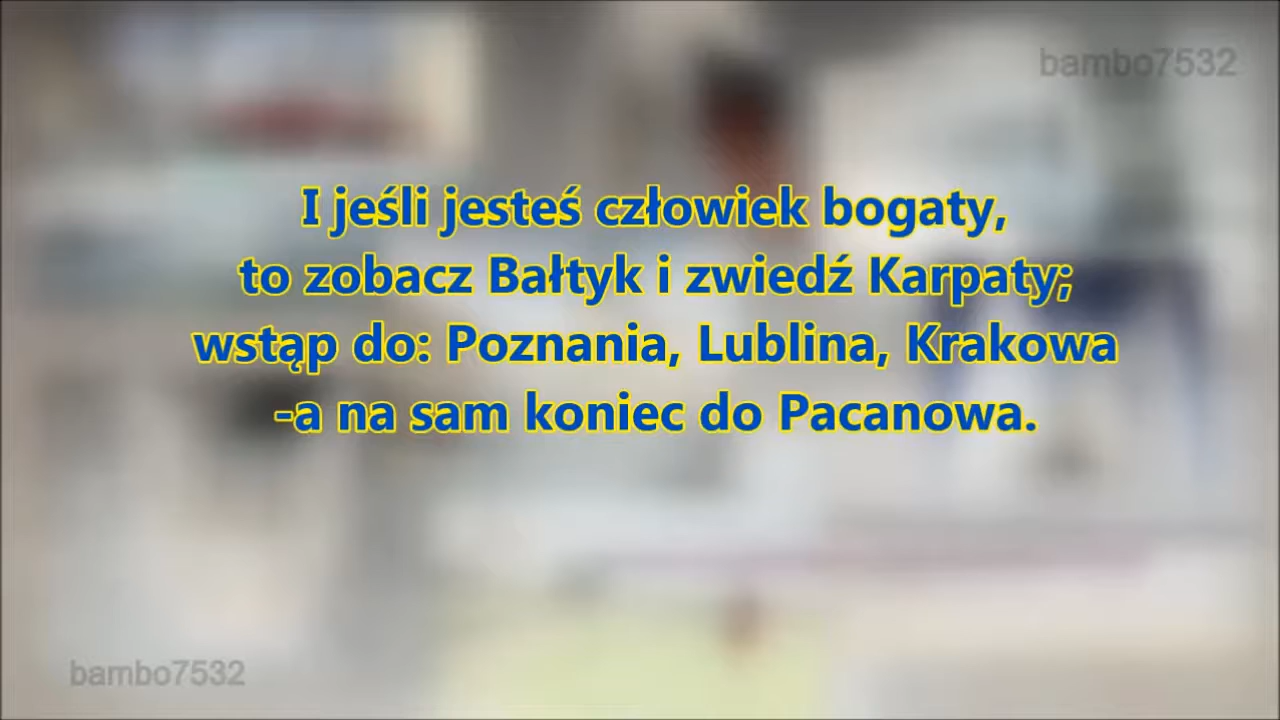 bambo7532
I jeśli jesteś człowiek bogaty,
to zobacz Bałtyk i zwiedź Karpaty;
wstąp do: Poznania, Lublina, Krakowa
-a na sam koniec do Pacanowa.
bambo7532